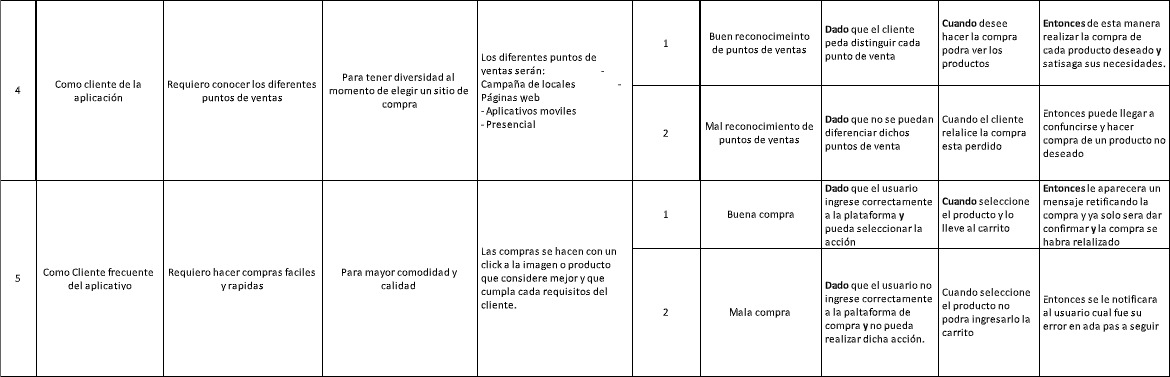 4
Como cliente de la
aplicación
Requiero conocer los diferentes
puntos de ventas
Para tener diversidad al
momento de elegir un sitio de
compra
Los diferentes puntos de
ventas serán: -
Campaña de locales -
Páginas web
- Aplicativos moviles
- Presencial
1
Buen reconocimeinto
de puntos de ventas
Dado que el cliente
peda distinguir cada
punto de venta
Cuando desee
hacer la compra
podra ver los
productos
Entonces de esta manera
realizar la compra de
cada producto deseado y
satisaga sus necesidades.
2
Mal reconocimiento de
puntos de ventas
Dado que no se puedan
diferenciar dichos
puntos de venta
Cuando el cliente
relalice la compra
esta perdido
Entonces puede llegar a
confuncirse y hacer
compra de un producto no
deseado
5
Como Cliente frecuente
del aplicativo
Requiero hacer compras faciles
y rapidas
Para mayor comodidad y
calidad
Las compras se hacen con un
click a la imagen o producto
que considere mejor y que
cumpla cada requisitos del
cliente.
1
Buena compra
Dado que el usuario
ingrese correctamente
a la plataforma y
pueda seleccionar la
acción
Cuando seleccione
el producto y lo
lleve al carrito
Entonces le aparecera un
mensaje retificando la
compra y ya solo sera dar
confirmar y la compra se
habra relalizado
2
Mala compra
Dado que el usuario no
ingrese correctamente
a la paltaforma de
compra y no pueda
realizar dicha acción.
Cuando seleccione
el producto no
podra ingresarlo la
carrito
Entonces se le notificara
al usuario cual fue su
error en ada pas a seguir